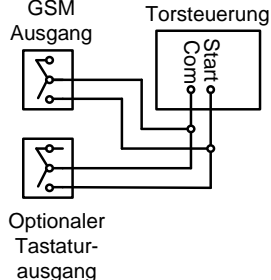 GSM
Ausgang
Torsteuerung
Start
Com
Optionaler
Tastatur-
ausgang